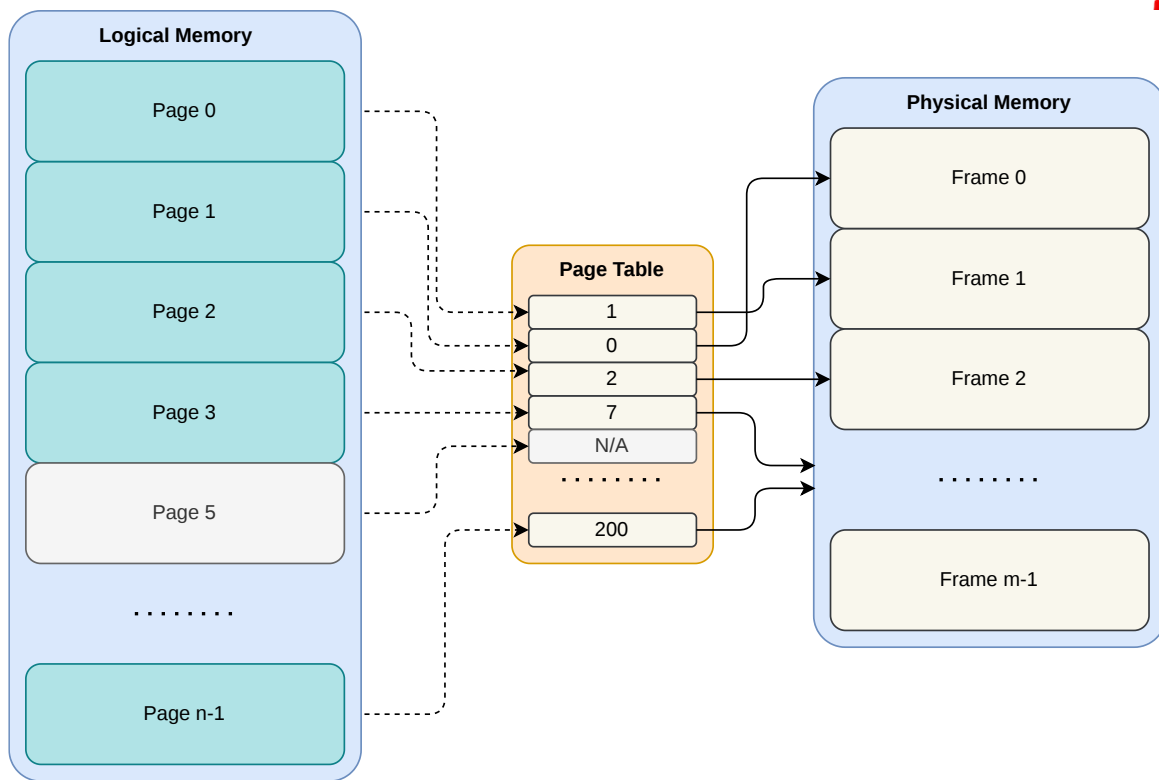 Logical Memory
Page 0
Page 1
Page 2
Page 3
Page 5
. . . . . . . .
Page n-1
Page Table
1
0
2
7
N/A
. . . . . . . .
200
Physical Memory
Frame 0
Frame 1
Frame 2
. . . . . . . .
Frame m-1